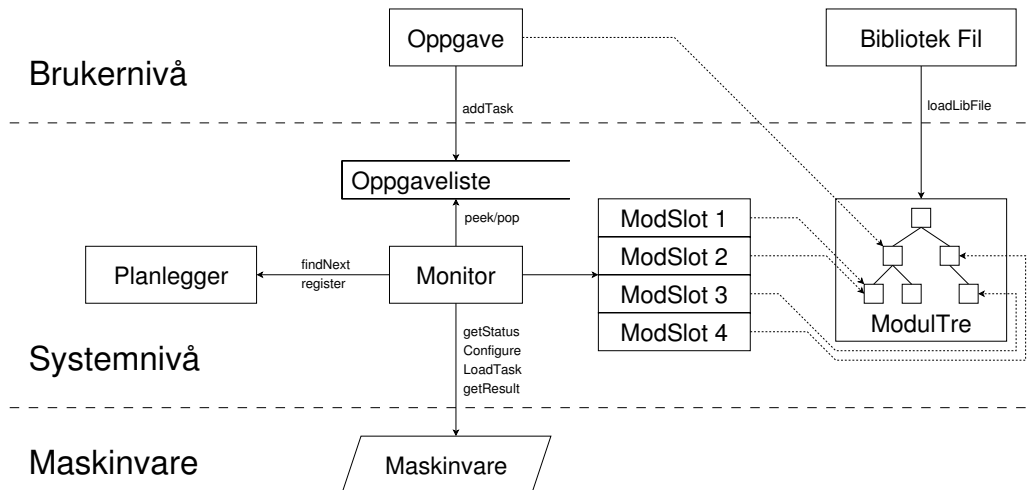 Oppgave
Bibliotek Fil
Brukernivå
addTask
loadLibFile
Oppgaveliste
peek/pop
ModSlot 1
ModSlot 2
ModSlot 3
ModSlot 4
Planlegger
findNext
register
Monitor
ModulTre
getStatus
Configure
LoadTask
getResult
Systemnivå
Maskinvare
Maskinvare